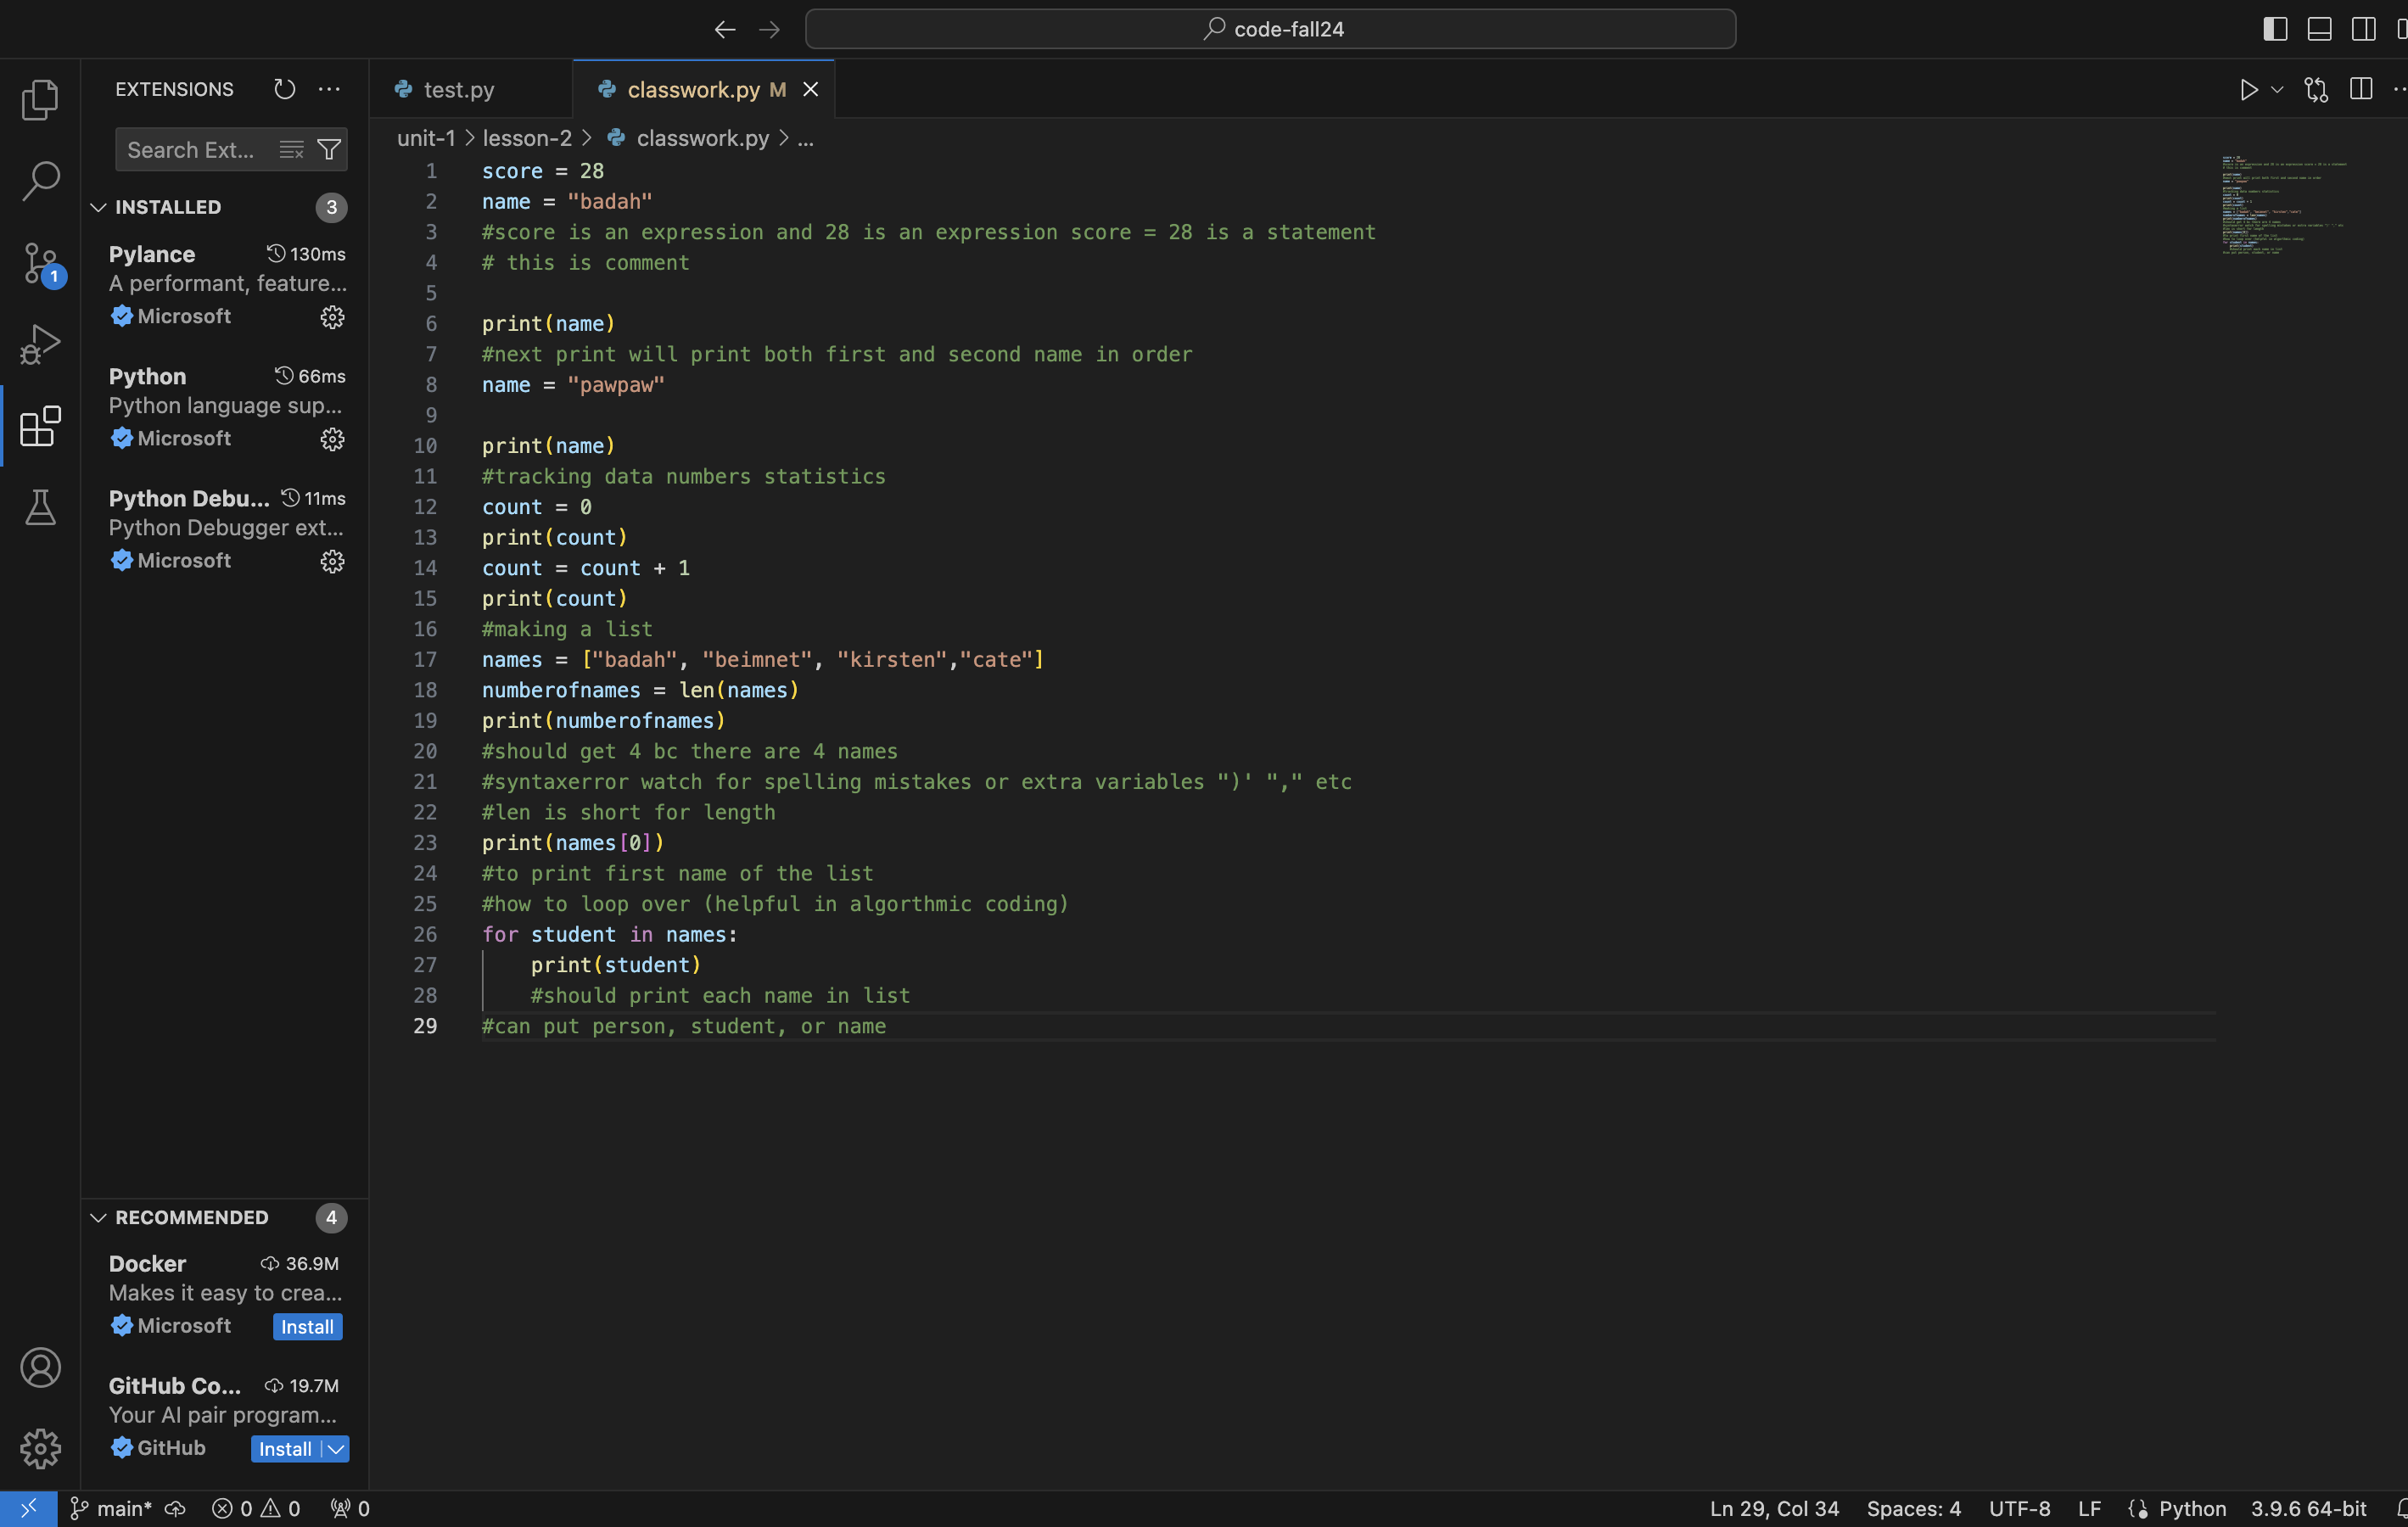 code-fall24
EXTENSIONS
test.py
classwork.py M
Search Ext...
unit-1 > lesson-2 > classwork.py > ...
INSTALLED 3
Pylance 130ms
A performant, feature...
Microsoft
Python 66ms
Python language sup...
Microsoft
Python Debu... 11ms
Python Debugger ext...
Microsoft
1
RECOMMENDED 4
Docker 36.9M
Makes it easy to crea...
Microsoft Install
GitHub Co... 19.7M
Your AI pair program...
GitHub Install
1 score = 28
2 name = "badah"
3 #score is an expression and 28 is an expression score = 28 is a statement
4 # this is comment
5
6 print(name)
7 #next print will print both first and second name in order
8 name = "pawpaw"
9
10 print(name)
11 #tracking data numbers statistics
12 count = 0
13 print(count)
14 count = count + 1
15 print(count)
16 #making a list
17 names = ["badah", "beimnet", "kirsten","cate"]
18 numberofnames = len(names)
19 print(numberofnames)
20 #should get 4 bc there are 4 names
21 #syntaxerror watch for spelling mistakes or extra variables ")' "," etc
22 #len is short for length
23 print(names[0])
24 #to print first name of the list
25 #how to loop over (helpful in algorthmic coding)
26 for student in names:
27     print(student)
28     #should print each name in list
29 #can put person, student, or name
main* 0 0 0 Ln 29, Col 34 Spaces: 4 UTF-8 LF Python 3.9.6 64-bit